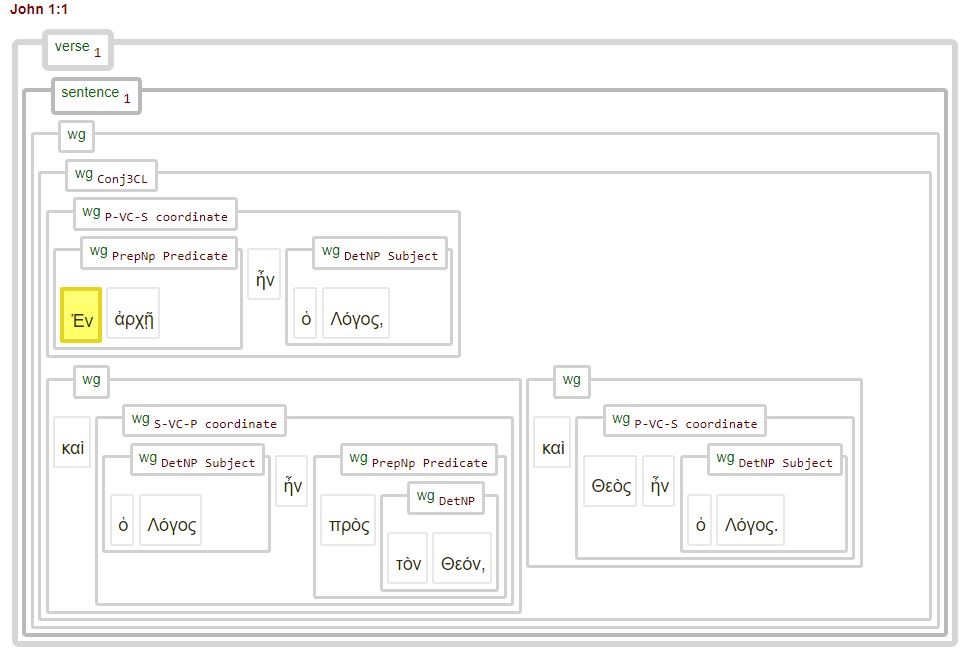 John 1:1
verse 1
sentence 1
wg
wg Conj3CL
wg P-VC-S coordinate
wg PrepNp Predicate
wg DetNP Subject
Ἐν ἀρχῇ ἦν ὁ Λόγος,
wg
wg S-VC-P coordinate
wg DetNP Subject
wg PrepNp Predicate
wg DetNP
καὶ ὁ Λόγος ἦν πρὸς τὸν Θεόν,
wg
wg P-VC-S coordinate
wg DetNP Subject
καὶ Θεὸς ἦν ὁ Λόγος.